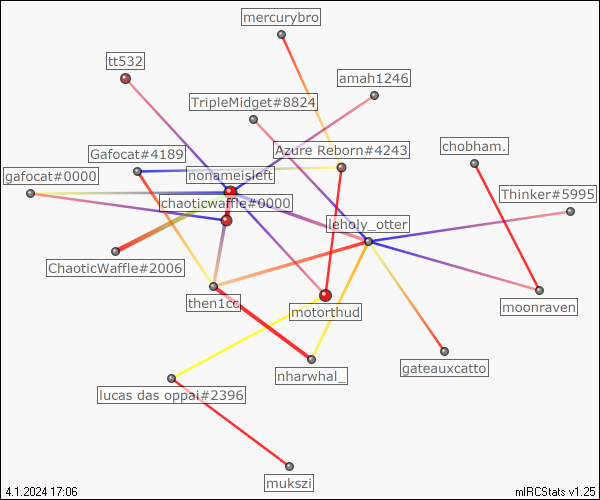 mercurybro
tt532
amah1246
TripleMidget#8824
chobham.
Gafocat#4189
Azure Reborn#4243
gafocat#0000
nonameisleft
Thinker#5995
chaoticwaffle#0000
leholy_otter
ChaoticWaffle#2006
then1cc
motorthud
moonraven
nharwhal_
gateauxcatto
lucas das oppai#2396
mukszi
4.1.2024 17:06
mIRCStats v1.25